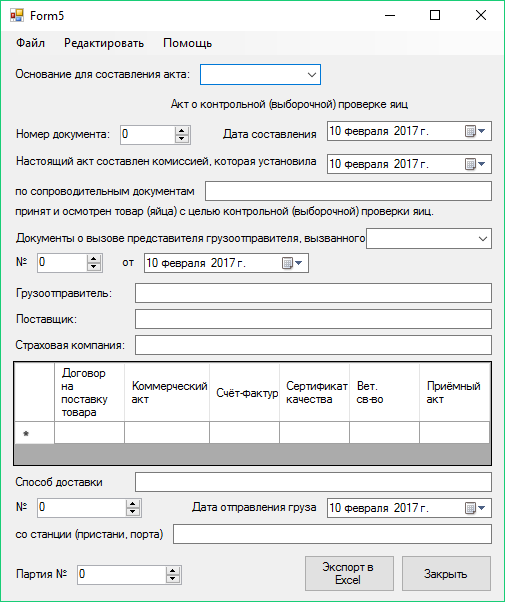 Form5
Файл Редактировать Помощь
Основание для составления акта:
Акт о контрольной (выборочной) проверке яиц
Номер документа: 0 Дата составления 10 февраля 2017 г.
Настоящий акт составлен комиссией, которая установила 10 февраля 2017 г.
по сопроводительным документам
принят и осмотрен товар (яйца) с целью контрольной (выборочной) проверки яиц.
Документы о вызове представителя грузоотправителя, вызванного
№ 0 от 10 февраля 2017 г.
Грузоотправитель:
Поставщик:
Страховая компания:
Договор на поставку товара Коммерческий акт Счёт-фактур Сертификат качества Вет. св-во Приёмный акт
*
Способ доставки
№ 0 Дата отправления груза 10 февраля 2017 г.
со станции (пристани, порта)
Партия № 0 Экспорт в Excel Закрыть